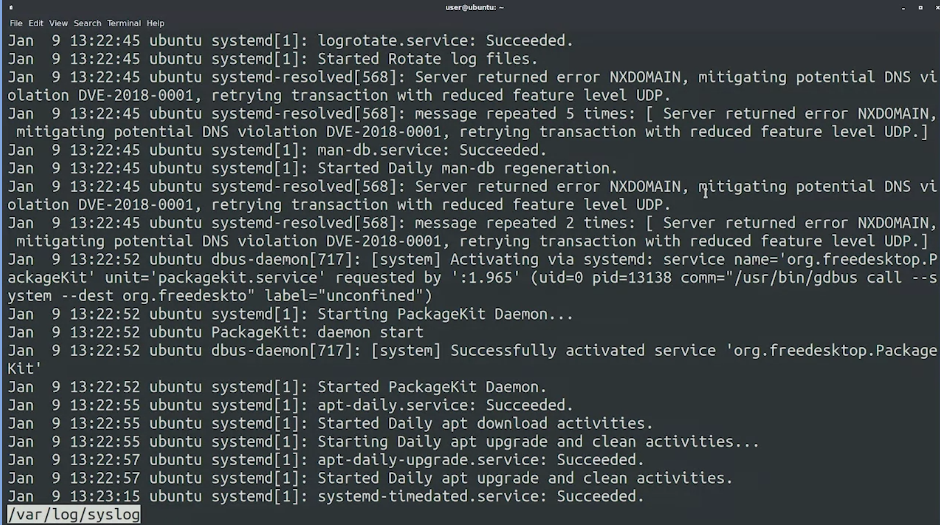 user@ubuntu: ~
File Edit View Search Terminal Help
Jan  9 13:22:45 ubuntu systemd[1]: logrotate.service: Succeeded.
Jan  9 13:22:45 ubuntu systemd[1]: Started Rotate log files.
Jan  9 13:22:45 ubuntu systemd-resolved[568]: Server returned error NXDOMAIN, mitigating potential DNS vi
olation DVE-2018-0001, retrying transaction with reduced feature level UDP.
Jan  9 13:22:45 ubuntu systemd-resolved[568]: message repeated 5 times: [ Server returned error NXDOMAIN,
 mitigating potential DNS violation DVE-2018-0001, retrying transaction with reduced feature level UDP.]
Jan  9 13:22:45 ubuntu systemd[1]: man-db.service: Succeeded.
Jan  9 13:22:45 ubuntu systemd[1]: Started Daily man-db regeneration.
Jan  9 13:22:45 ubuntu systemd-resolved[568]: Server returned error NXDOMAIN, mitigating potential DNS vi
olation DVE-2018-0001, retrying transaction with reduced feature level UDP.
Jan  9 13:22:45 ubuntu systemd-resolved[568]: message repeated 2 times: [ Server returned error NXDOMAIN,
 mitigating potential DNS violation DVE-2018-0001, retrying transaction with reduced feature level UDP.]
Jan  9 13:22:52 ubuntu dbus-daemon[717]: [system] Activating via systemd: service name='org.freedesktop.P
ackageKit' unit='packagekit.service' requested by ':1.965' (uid=0 pid=13138 comm="/usr/bin/gdbus call --s
ystem --dest org.freedeskto" label="unconfined")
Jan  9 13:22:52 ubuntu systemd[1]: Starting PackageKit Daemon...
Jan  9 13:22:52 ubuntu PackageKit: daemon start
Jan  9 13:22:52 ubuntu dbus-daemon[717]: [system] Successfully activated service 'org.freedesktop.Package
Kit'
Jan  9 13:22:52 ubuntu systemd[1]: Started PackageKit Daemon.
Jan  9 13:22:55 ubuntu systemd[1]: apt-daily.service: Succeeded.
Jan  9 13:22:55 ubuntu systemd[1]: Started Daily apt download activities.
Jan  9 13:22:55 ubuntu systemd[1]: Starting Daily apt upgrade and clean activities...
Jan  9 13:22:57 ubuntu systemd[1]: apt-daily-upgrade.service: Succeeded.
Jan  9 13:22:57 ubuntu systemd[1]: Started Daily apt upgrade and clean activities.
Jan  9 13:23:15 ubuntu systemd[1]: systemd-timedated.service: Succeeded.
/var/log/syslog